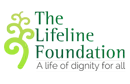 The
Lifeline
Foundation
A life of dignity for all